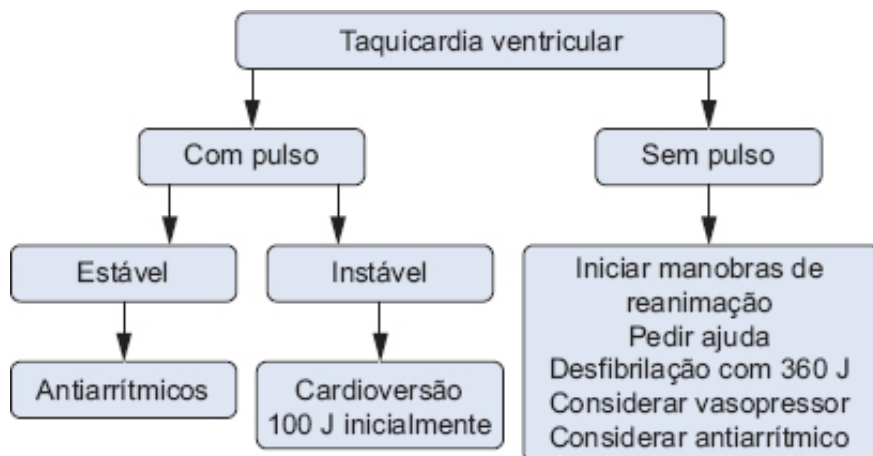 Taquicardia ventricular
Com pulso
Sem pulso
Estável
Instável
Antiarrítmicos
Cardioversão
100 J inicialmente
Iniciar manobras de
reanimação
Pedir ajuda
Desfibrilação com 360 J
Considerar vasopressor
Considerar antiarrítmico